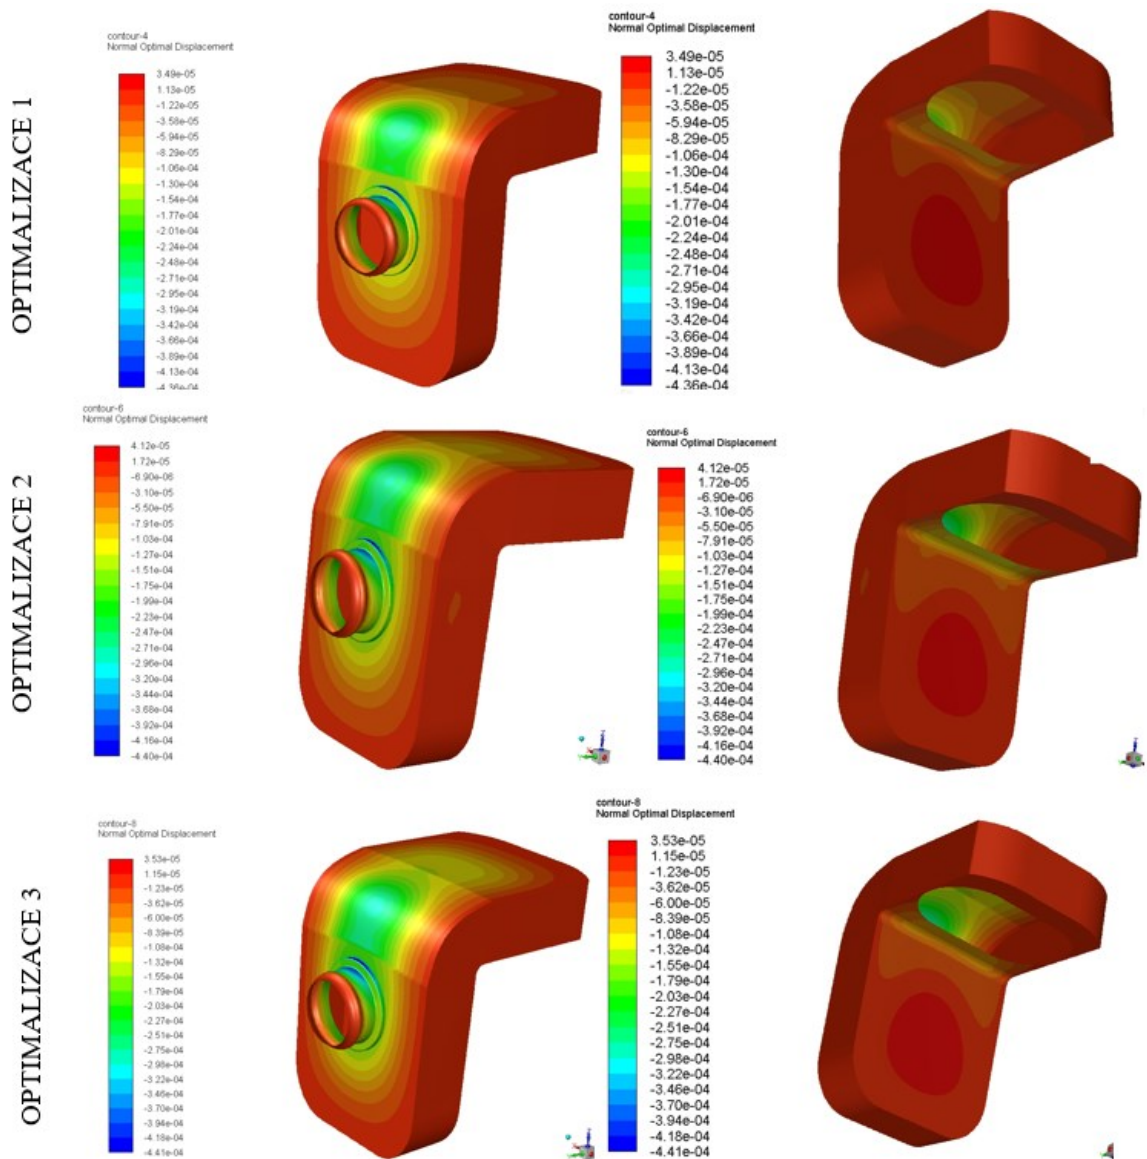 OPTIMALIZACE 1
contour-4
Normal Optimal Displacement
3.49e-05
1.13e-05
-1.22e-05
-3.58e-05
-5.94e-05
-8.29e-05
-1.06e-04
-1.30e-04
-1.54e-04
-1.77e-04
-2.01e-04
-2.24e-04
-2.48e-04
-2.71e-04
-2.95e-04
-3.19e-04
-3.42e-04
-3.66e-04
-3.89e-04
-4.13e-04
-4.36e-04
contour-4
Normal Optimal Displacement
3.49e-05
1.13e-05
-1.22e-05
-3.58e-05
-5.94e-05
-8.29e-05
-1.06e-04
-1.30e-04
-1.54e-04
-1.77e-04
-2.01e-04
-2.24e-04
-2.48e-04
-2.71e-04
-2.95e-04
-3.19e-04
-3.42e-04
-3.66e-04
-3.89e-04
-4.13e-04
-4.36e-04
OPTIMALIZACE 2
contour-6
Normal Optimal Displacement
4.12e-05
1.72e-05
-6.90e-06
-3.10e-05
-5.50e-05
-7.91e-05
-1.03e-04
-1.27e-04
-1.51e-04
-1.75e-04
-1.99e-04
-2.23e-04
-2.47e-04
-2.71e-04
-2.96e-04
-3.20e-04
-3.44e-04
-3.68e-04
-3.92e-04
-4.16e-04
-4.40e-04
contour-6
Normal Optimal Displacement
4.12e-05
1.72e-05
-6.90e-06
-3.10e-05
-5.50e-05
-7.91e-05
-1.03e-04
-1.27e-04
-1.51e-04
-1.75e-04
-1.99e-04
-2.23e-04
-2.47e-04
-2.71e-04
-2.96e-04
-3.20e-04
-3.44e-04
-3.68e-04
-3.92e-04
-4.16e-04
-4.40e-04
OPTIMALIZACE 3
contour-8
Normal Optimal Displacement
3.53e-05
1.15e-05
-1.23e-05
-3.62e-05
-6.00e-05
-8.39e-05
-1.08e-04
-1.32e-04
-1.55e-04
-1.79e-04
-2.03e-04
-2.27e-04
-2.51e-04
-2.75e-04
-2.98e-04
-3.22e-04
-3.46e-04
-3.70e-04
-3.94e-04
-4.18e-04
-4.41e-04
contour-8
Normal Optimal Displacement
3.53e-05
1.15e-05
-1.23e-05
-3.62e-05
-6.00e-05
-8.39e-05
-1.08e-04
-1.32e-04
-1.55e-04
-1.79e-04
-2.03e-04
-2.27e-04
-2.51e-04
-2.75e-04
-2.98e-04
-3.22e-04
-3.46e-04
-3.70e-04
-3.94e-04
-4.18e-04
-4.41e-04